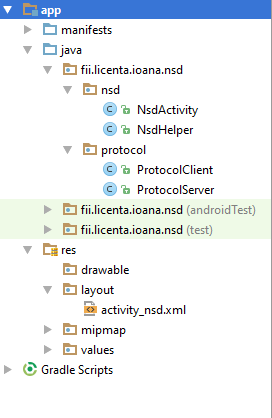 app
manifests
java
fii.licenta.ioana.nsd
nsd
NsdActivity
NsdHelper
protocol
ProtocolClient
ProtocolServer
fii.licenta.ioana.nsd (androidTest)
fii.licenta.ioana.nsd (test)
res
drawable
layout
activity_nsd.xml
mipmap
values
Gradle Scripts